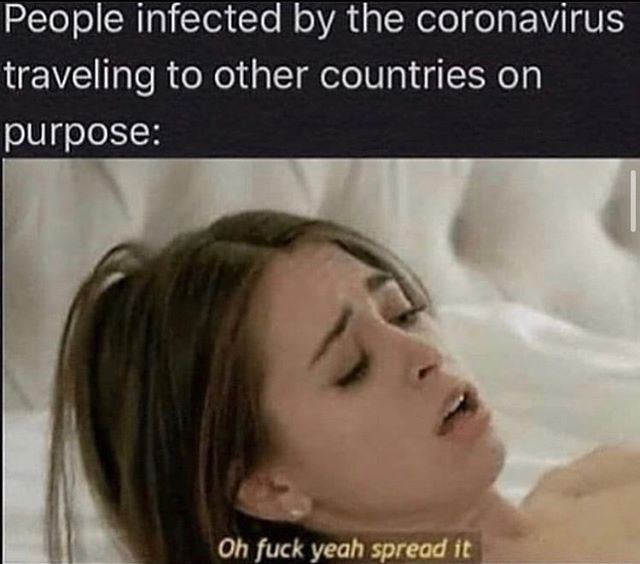 People infected by the coronavirus
traveling to other countries on
purpose:
Oh fuck yeah spread it